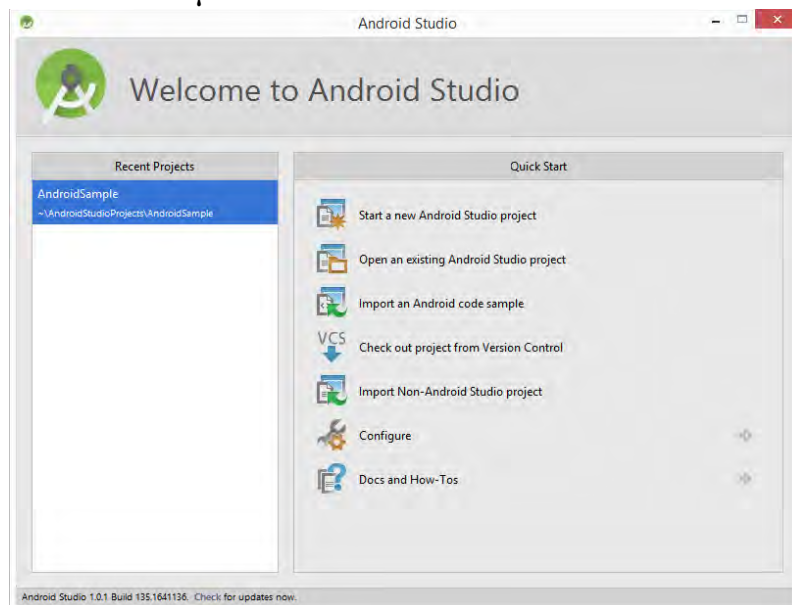 Android Studio
Welcome to Android Studio
Recent Projects
AndroidSample
~\AndroidStudioProjects\AndroidSample
Quick Start
Start a new Android Studio project
Open an existing Android Studio project
Import an Android code sample
VCS
Check out project from Version Control
Import Non-Android Studio project
Configure
Docs and How-Tos
Android Studio 1.0.1 Build 135.1641136. Check for updates now.